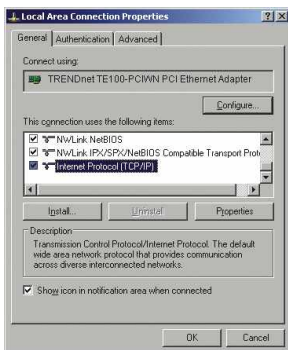 Local Area Connection Properties
General Authentication Advanced
Connect using:
TRENDnet TE100-PCIWN PCI Ethernet Adapter
Configure...
This connection uses the following items:
NWLink NetBIOS
NWLink IPX/SPX/NetBIOS Compatible Transport Prot
Internet Protocol (TCP/IP)
Install... Uninstall Properties
Description
Transmission Control Protocol/Internet Protocol. The default
wide area network protocol that provides communication
across diverse interconnected networks.
Show icon in notification area when connected
OK Cancel